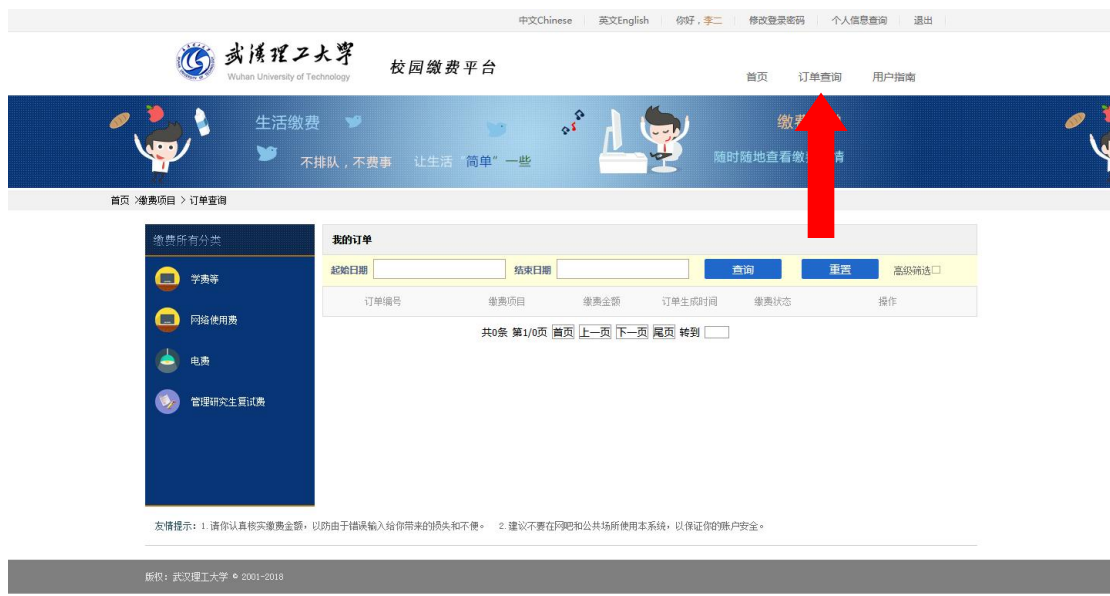 中文Chinese 英文English 你好，李二 修改登录密码 个人信息查询 退出
武汉理工大学
Wuhan University of Technology
校园缴费平台
首页 订单查询 用户指南
生活缴费
不排队，不费事 让生活“简单”一些
缴费
随时随地查看缴 情
首页 >缴费项目 > 订单查询
缴费所有分类
学费等
网络使用费
电费
管理研究生复试费
我的订单
起始日期 结束日期 查询 重置 高级筛选
订单编号 缴费项目 缴费金额 订单生成时间 缴费状态 操作
共0条 第1/0页 首页 上一页 下一页 尾页 转到
友情提示：1.请你认真核实缴费金额，以防由于错误输入给你带来的损失和不便。 2.建议不要在网吧和公共场所使用本系统，以保证你的账户安全。
版权：武汉理工大学 © 2001-2018